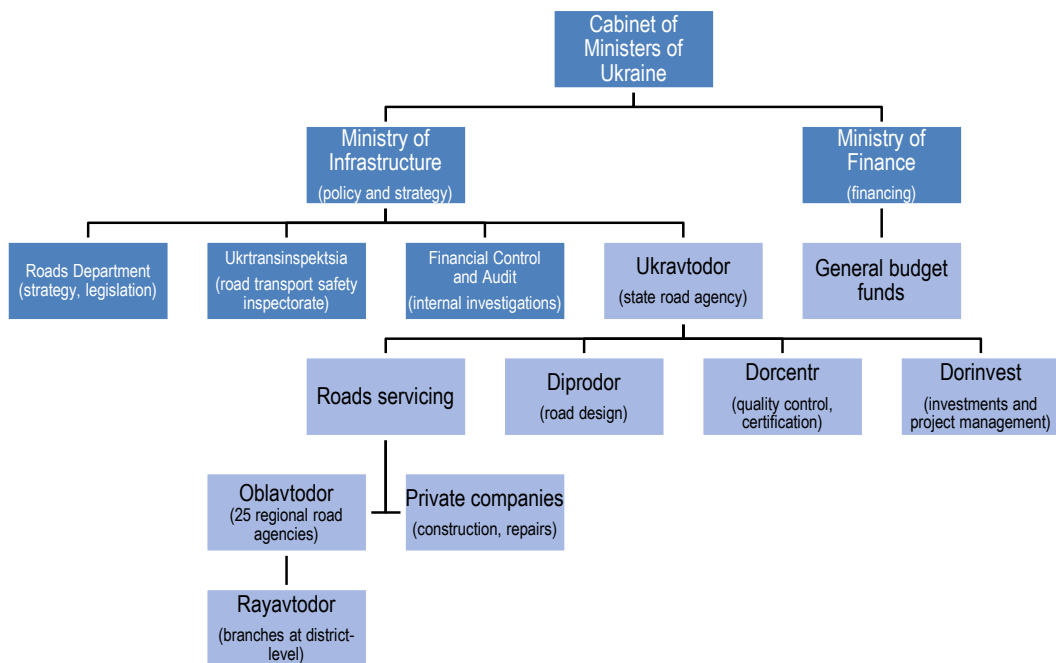 Cabinet of
Ministers of
Ukraine
Ministry of
Infrastructure
(policy and strategy)
Ministry of
Finance
(financing)
Roads Department
(strategy, legislation)
Ukrtransinspektsia
(road transport safety
inspectorate)
Financial Control
and Audit
(internal investigations)
Ukravtodor
(state road agency)
General budget
funds
Roads servicing
Diprodor
(road design)
Dorcentr
(quality control,
certification)
Dorinvest
(investments and
project management)
Oblavtodor
(25 regional road
agencies)
Private companies
(construction, repairs)
Rayavtodor
(branches at district-
level)